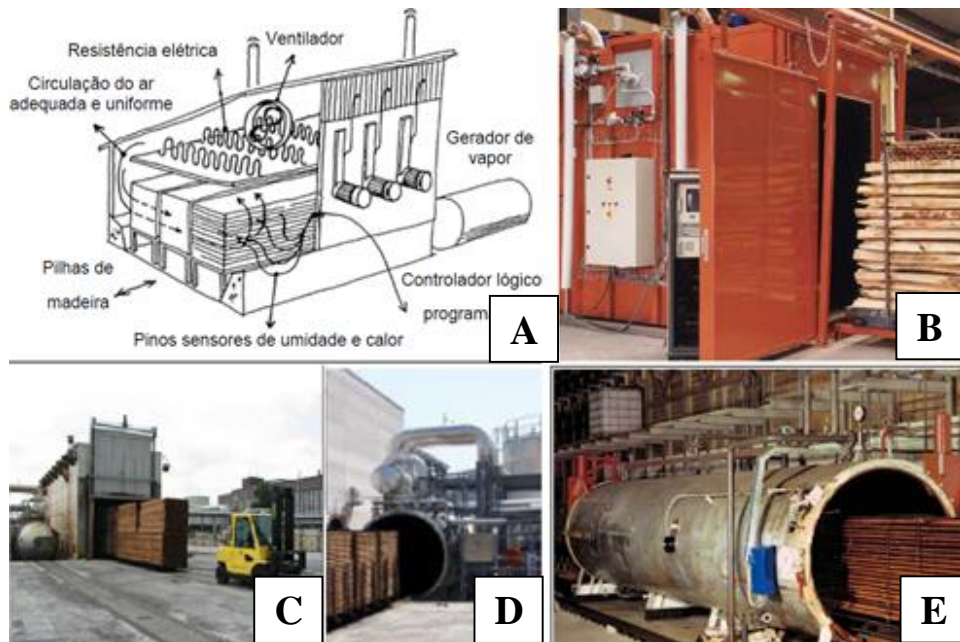 Ventilador
Resistência elétrica
Circulação do ar
adequada e uniforme
Gerador de
vapor
Pilhas de
madeira
Controlador lógico
programa
Pinos sensores de umidade e calor
A
B
C
D
E